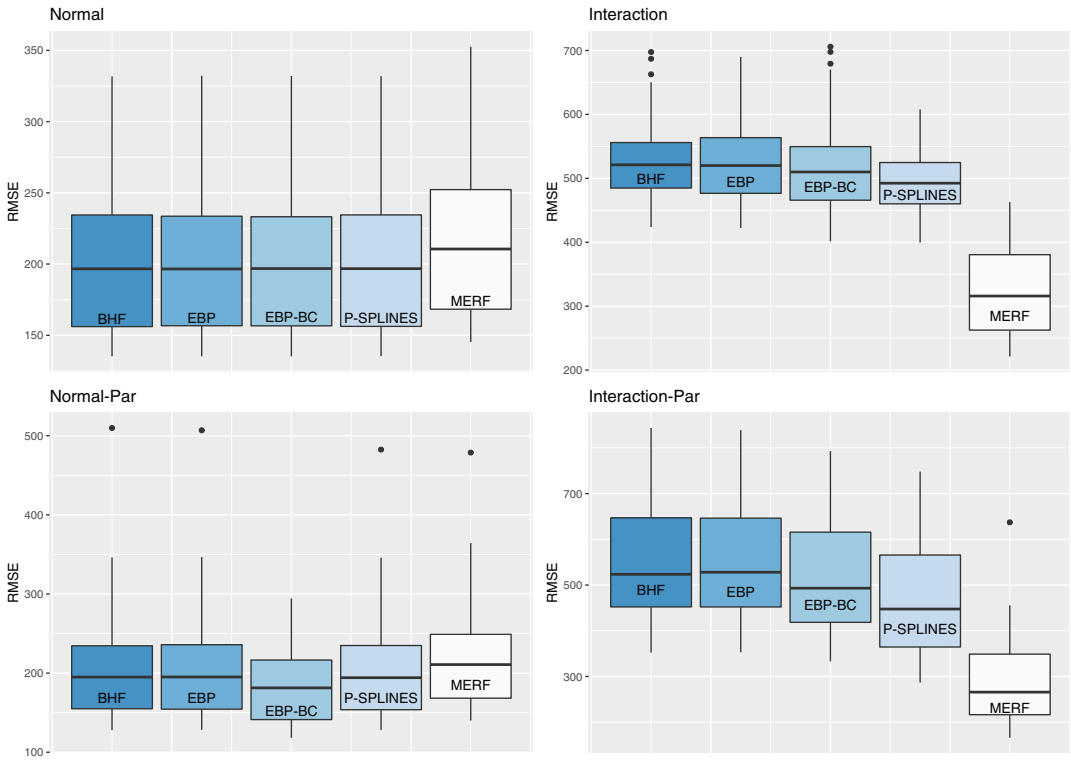 Normal
RMSE
350
300
250
200
150
BHF
EBP
EBP-BC
P-SPLINES
MERF
Interaction
RMSE
700
600
500
400
300
200
BHF
EBP
EBP-BC
P-SPLINES
MERF
Normal-Par
RMSE
500
400
300
200
100
BHF
EBP
EBP-BC
P-SPLINES
MERF
Interaction-Par
RMSE
700
500
300
BHF
EBP
EBP-BC
P-SPLINES
MERF